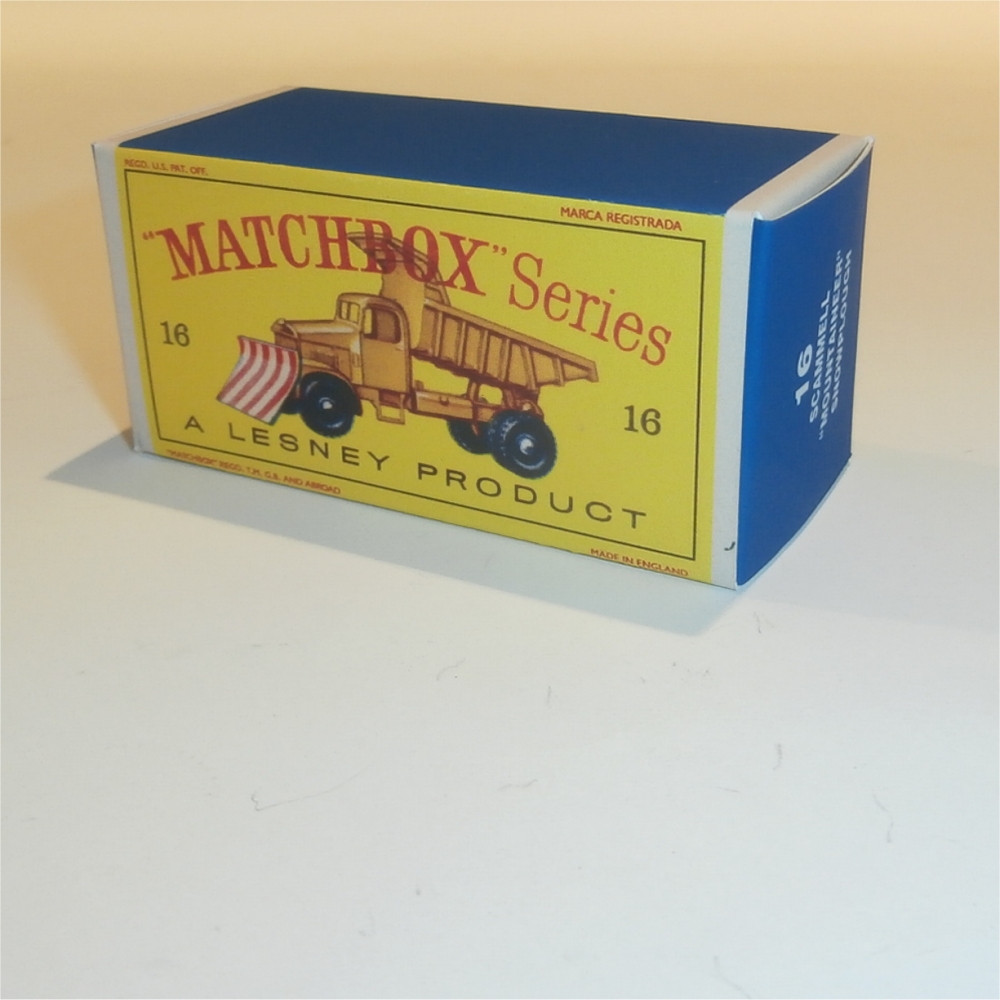 REGD. U.S. PAT. OFF.
MARCA REGISTRADA
"MATCHBOX" Series
16
16
A LESNEY PRODUCT
"MATCHBOX" REGD. T.M. G.B. AND ABROAD
MADE IN ENGLAND
16
SCAMMELL
"MOUNTAINEER"
SNOWPLOUGH